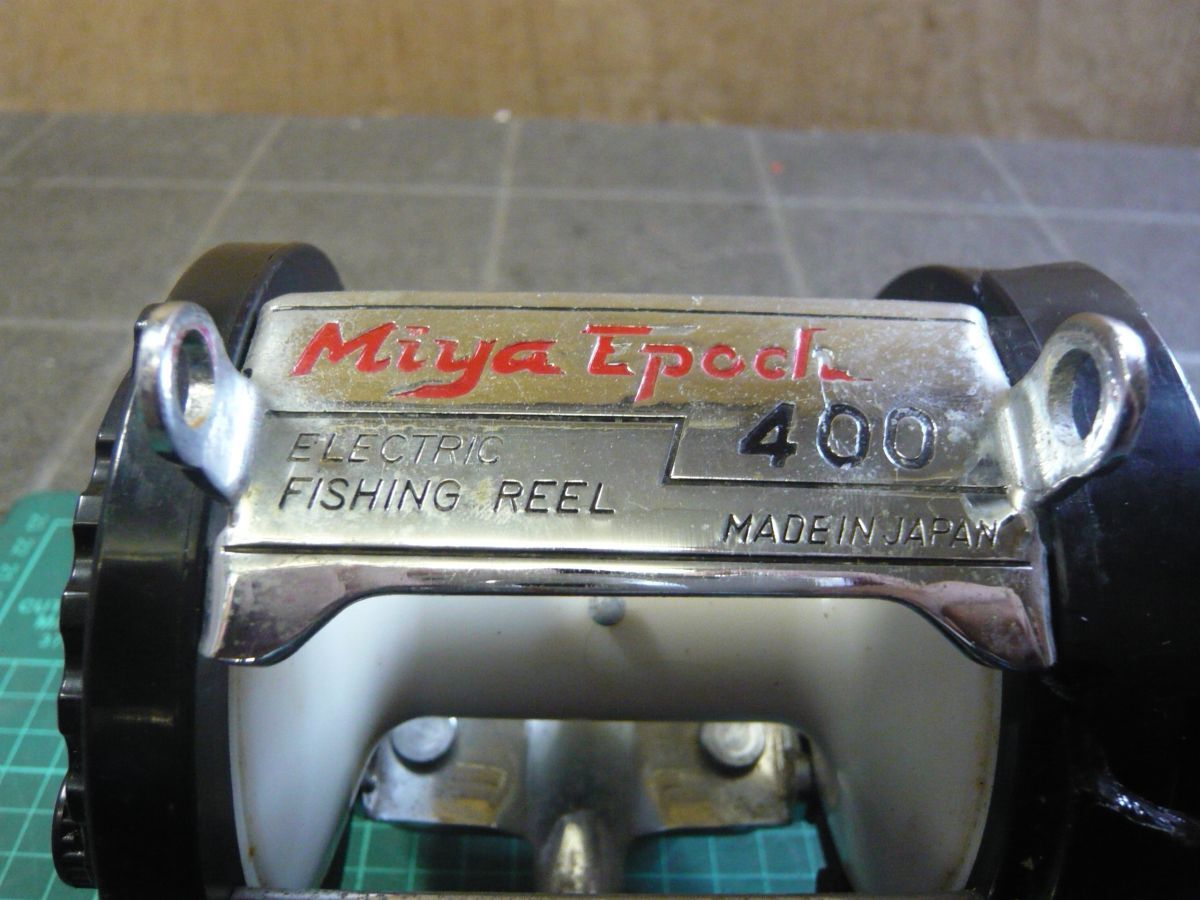 Miya Epoch
400
ELECTRIC
FISHING REEL
MADE IN JAPAN